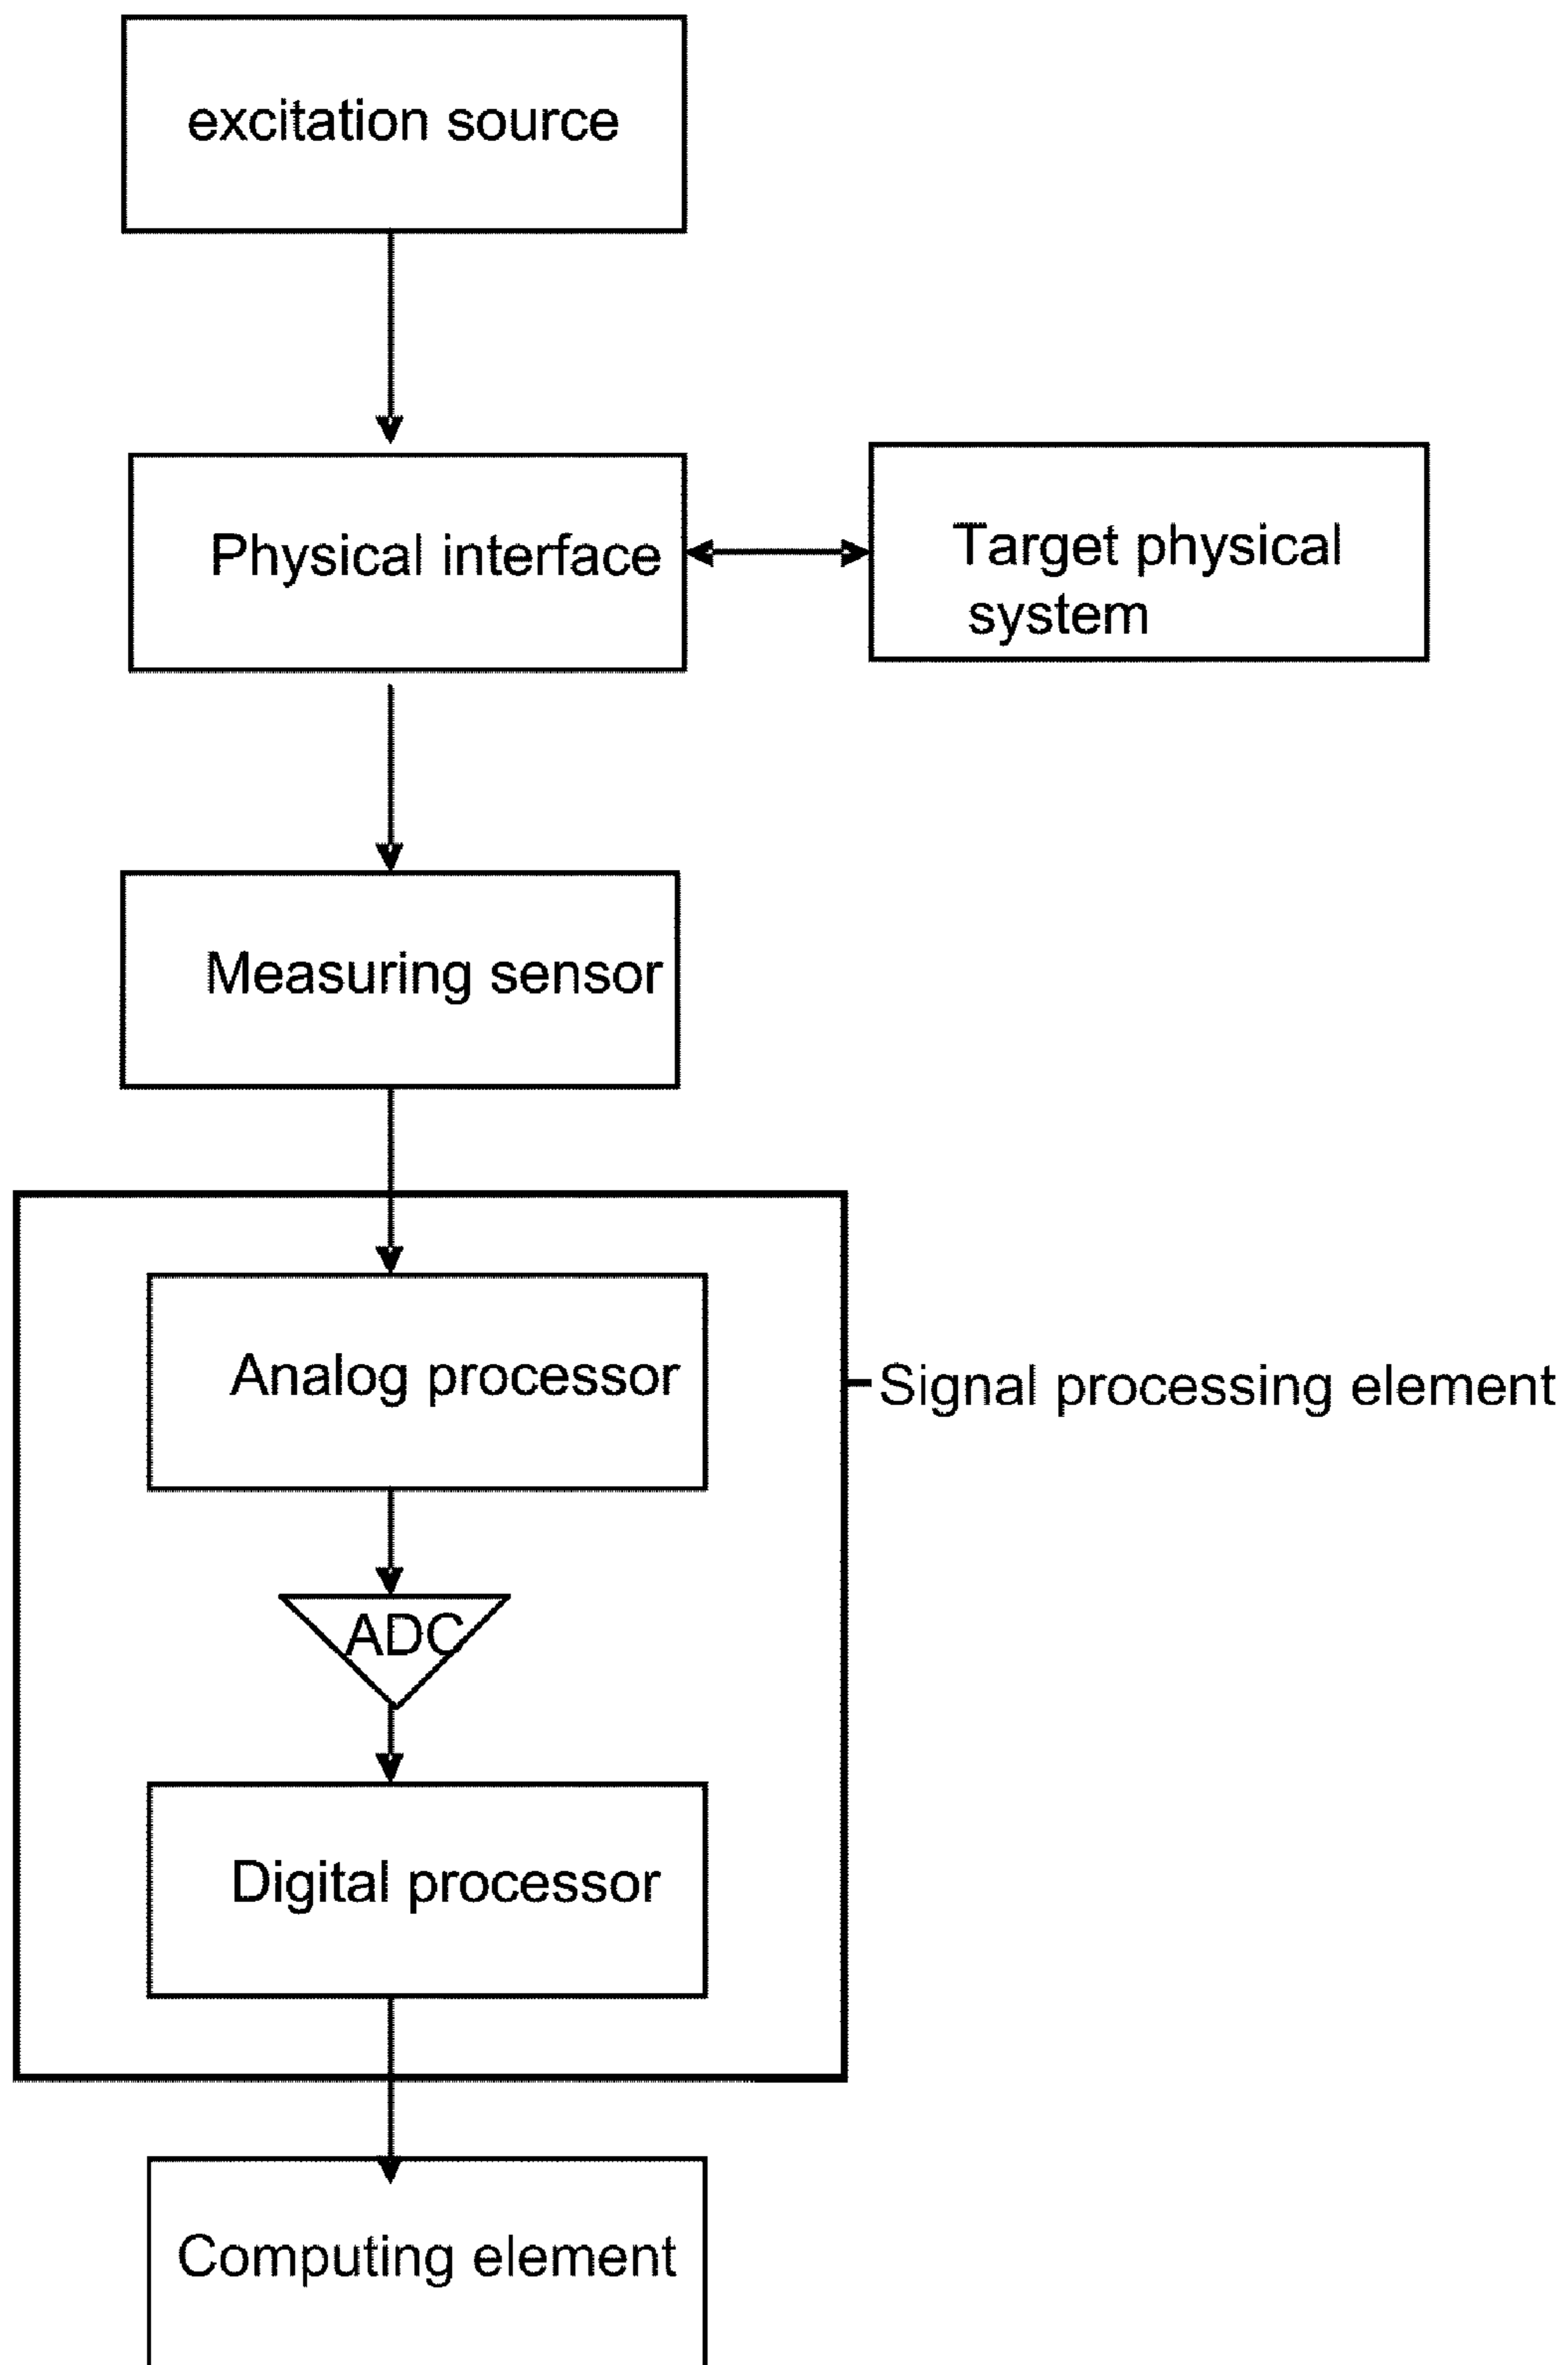 excitation source
Physical interface
Target physical
system
Measuring sensor
Analog processor
Signal processing element
ADC
Digital processor
Computing element